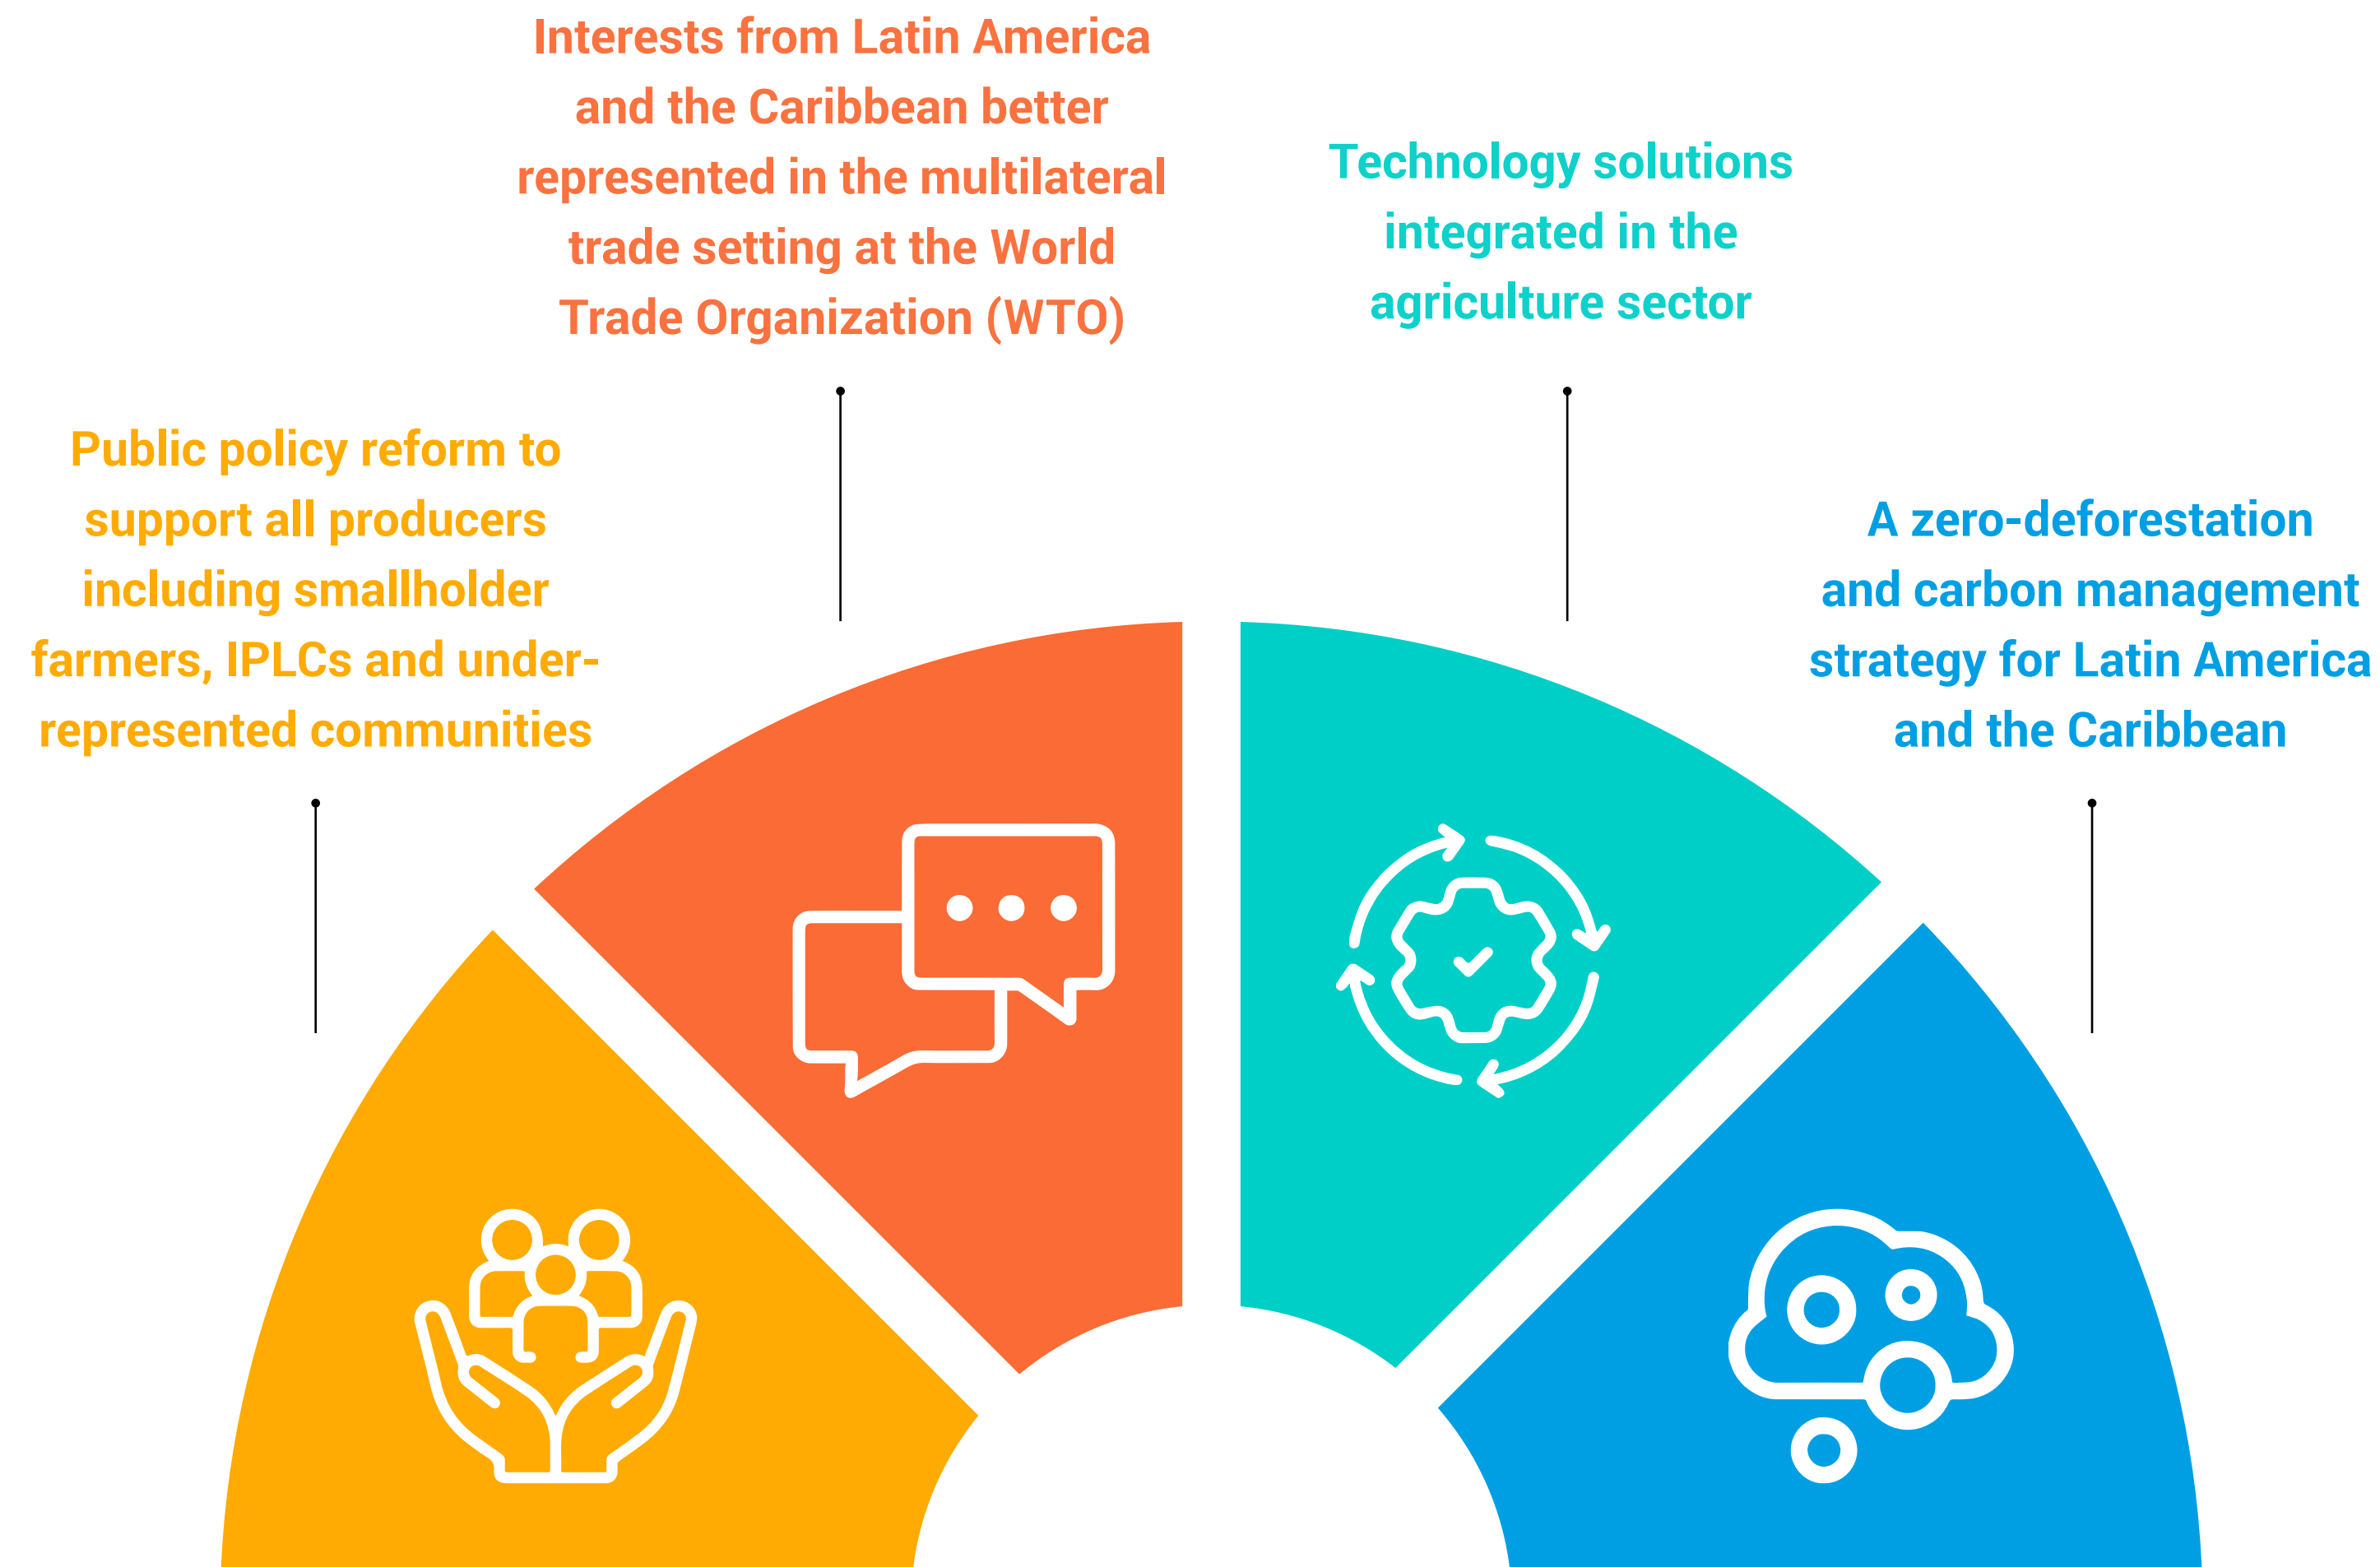 Interests from Latin America
and the Caribbean better
represented in the multilateral
trade setting at the World
Trade Organization (WTO)
Technology solutions
integrated in the
agriculture sector
Public policy reform to
support all producers
including smallholder
farmers, IPLCs and under-
represented communities
A zero-deforestation
and carbon management
strategy for Latin America
and the Caribbean